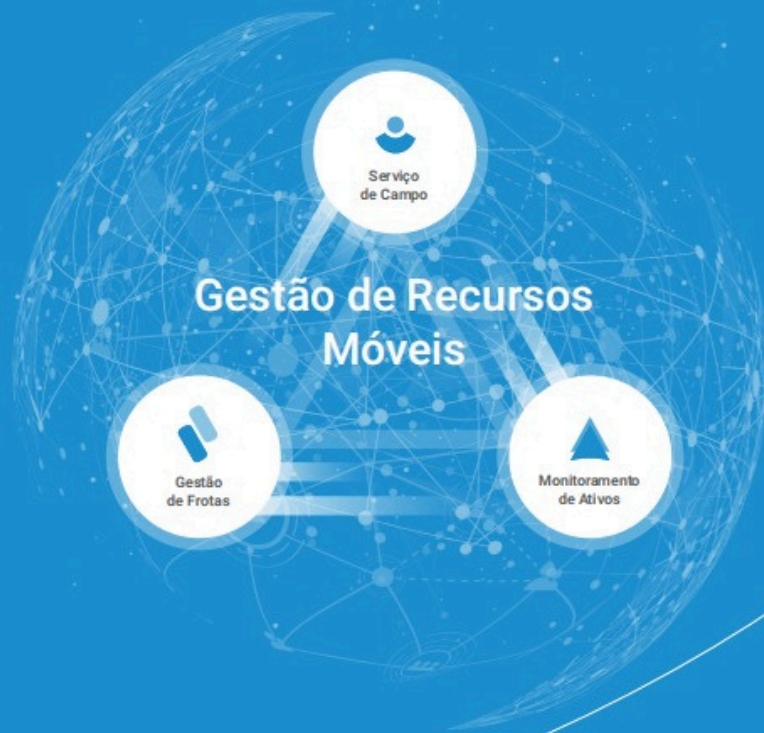 Serviço
de Campo
Gestão de Recursos
Móveis
Gestão
de Frotas
Monitoramento
de Ativos